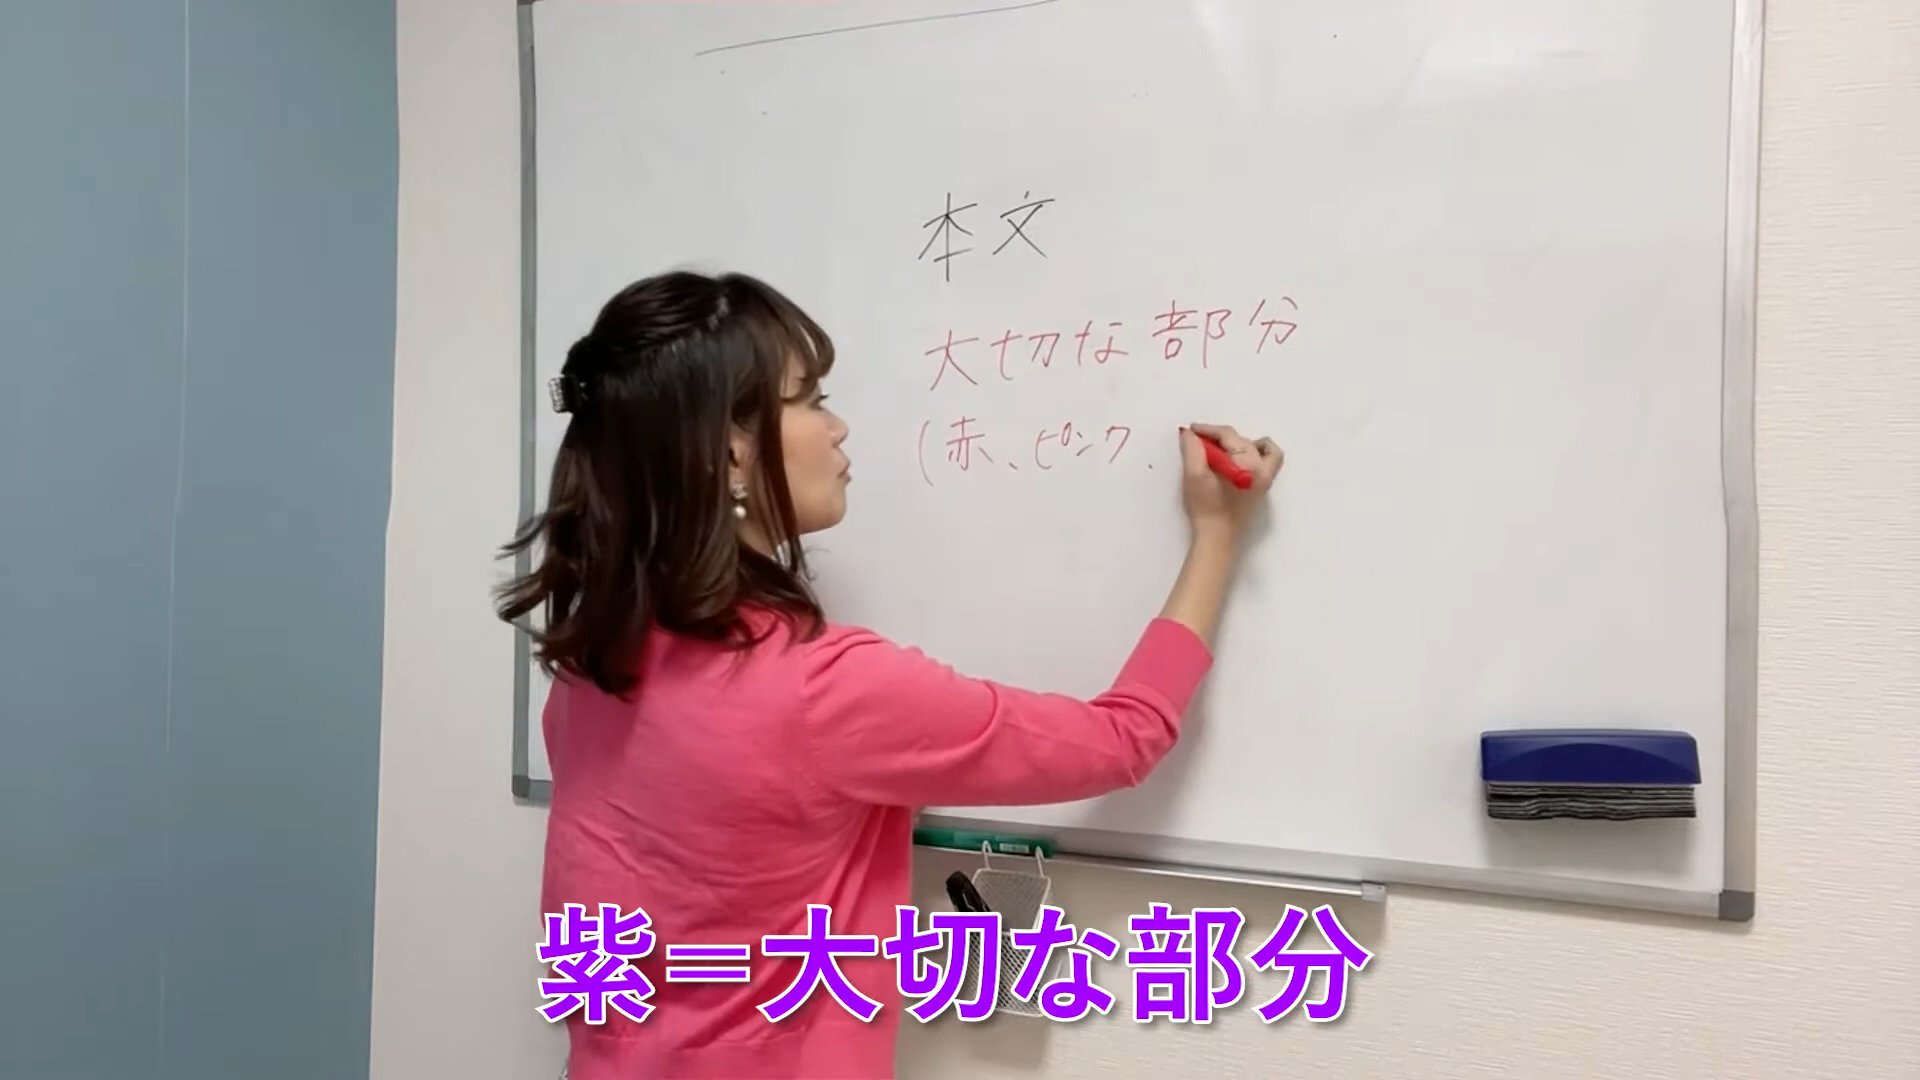 本文
大切な部分
(赤、ピンク、
紫=大切な部分